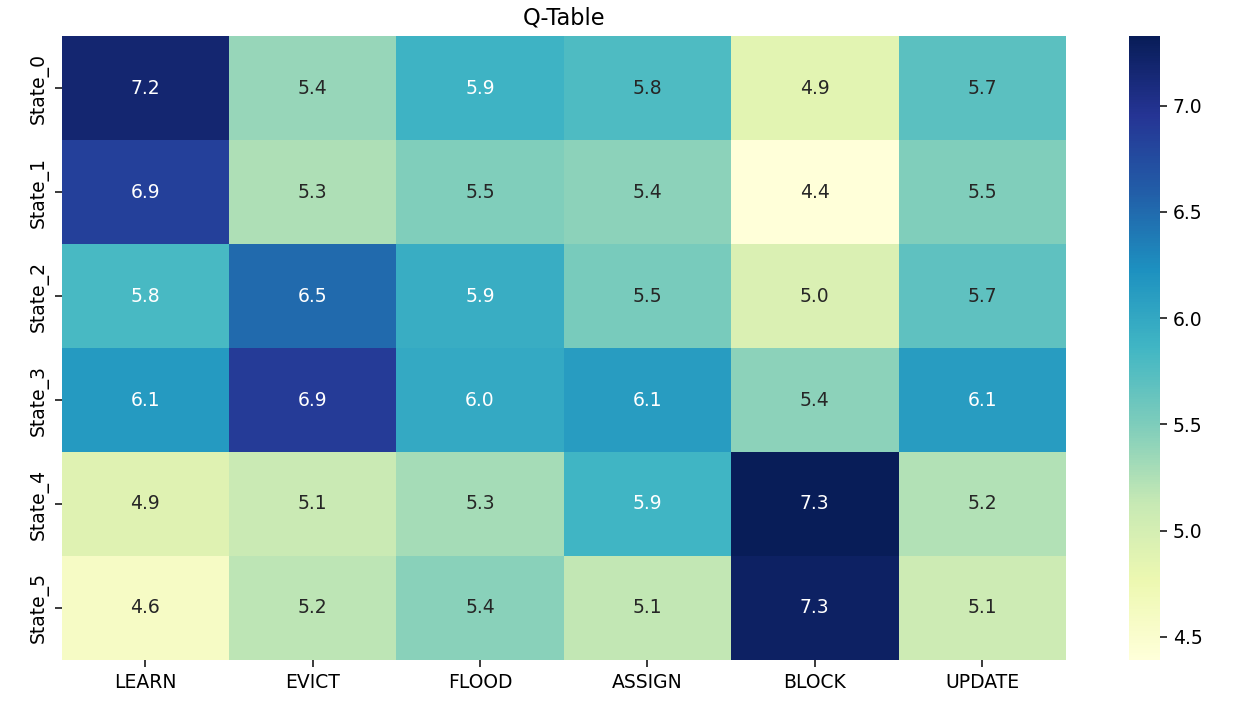 Q-Table
State_0 7.2 5.4 5.9 5.8 4.9 5.7
State_1 6.9 5.3 5.5 5.4 4.4 5.5
State_2 5.8 6.5 5.9 5.5 5.0 5.7
State_3 6.1 6.9 6.0 6.1 5.4 6.1
State_4 4.9 5.1 5.3 5.9 7.3 5.2
State_5 4.6 5.2 5.4 5.1 7.3 5.1
LEARN EVICT FLOOD ASSIGN BLOCK UPDATE
7.0
6.5
6.0
5.5
5.0
4.5